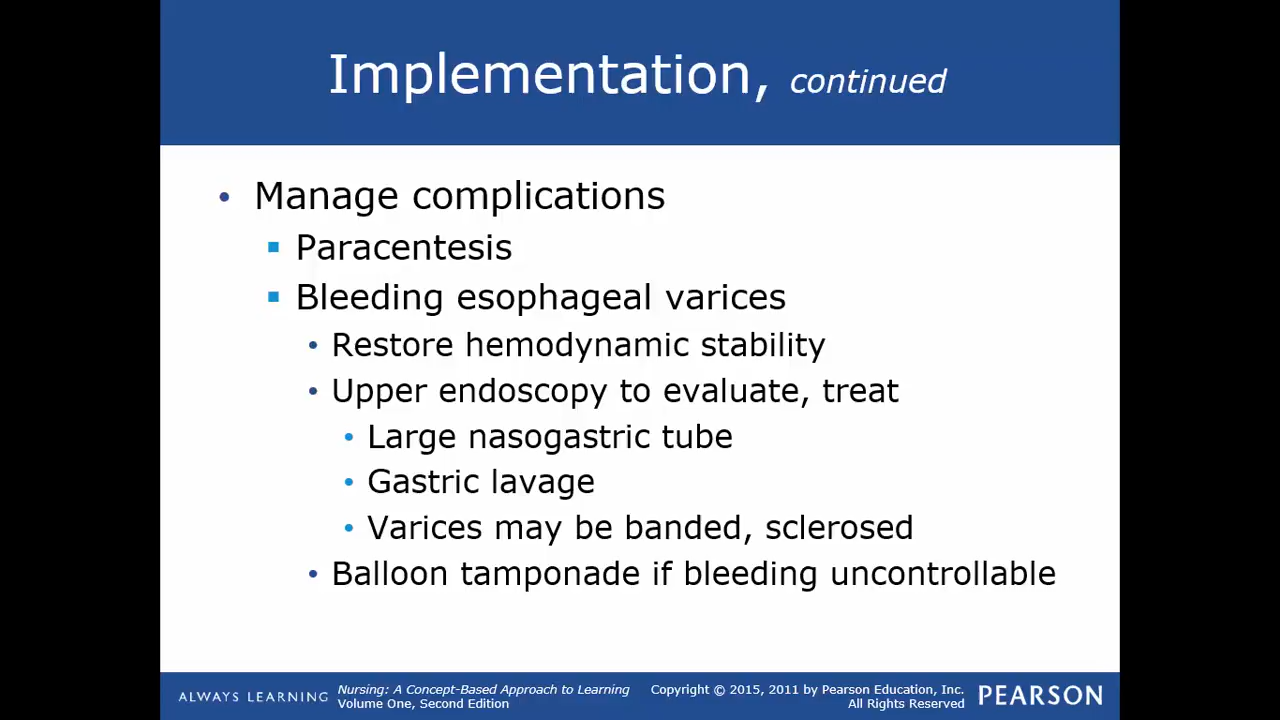 Implementation, continued
• Manage complications
▪ Paracentesis
▪ Bleeding esophageal varices
• Restore hemodynamic stability
• Upper endoscopy to evaluate, treat
• Large nasogastric tube
• Gastric lavage
• Varices may be banded, sclerosed
• Balloon tamponade if bleeding uncontrollable
ALWAYS LEARNING
Nursing: A Concept-Based Approach to Learning
Volume One, Second Edition
Copyright © 2015, 2011 by Pearson Education, Inc.
All Rights Reserved
PEARSON